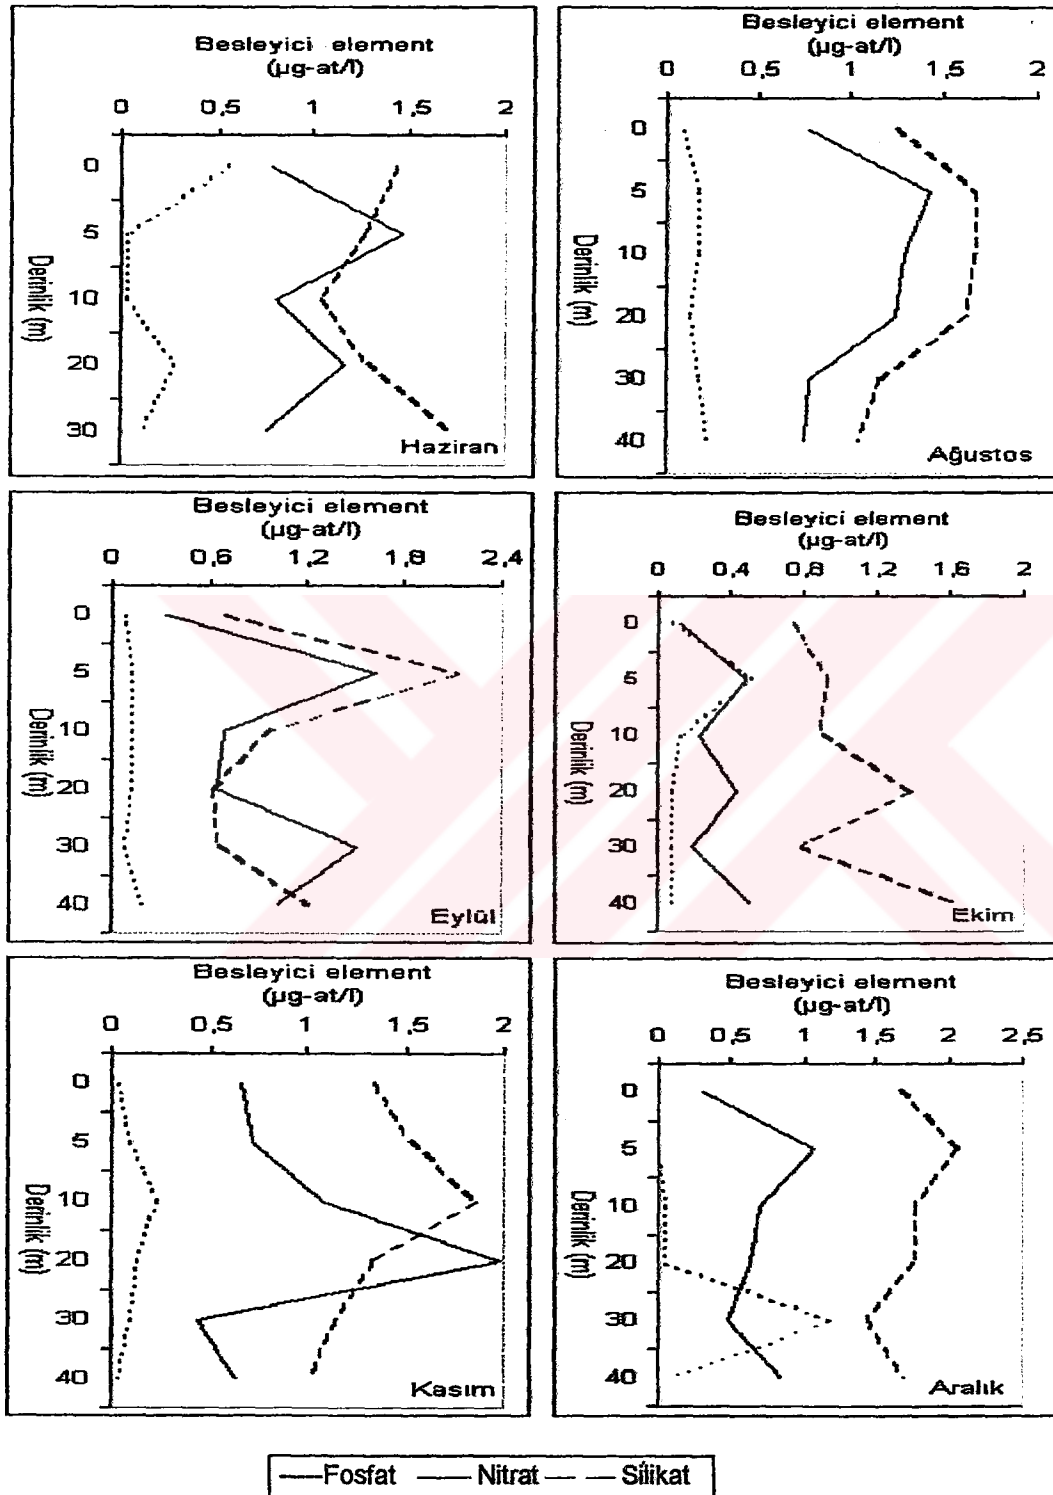 Besleyici element
(µg-at/l)
0 0,5 1 1,5 2
Derinlik (m)
0
5
10
20
30
Haziran
Besleyici element
(µg-at/l)
0 0,5 1 1,5 2
Derinlik (m)
0
5
10
20
30
40
Ağustos
Besleyici element
(µg-at/l)
0 0,6 1,2 1,8 2,4
Derinlik (m)
0
5
10
20
30
40
Eylül
Besleyici element
(µg-at/l)
0 0,4 0,8 1,2 1,6 2
Derinlik (m)
0
5
10
20
30
40
Ekim
Besleyici element
(µg-at/l)
0 0,5 1 1,5 2
Derinlik (m)
0
5
10
20
30
40
Kasım
Besleyici element
(µg-at/l)
0 0,5 1 1,5 2 2,5
Derinlik (m)
0
5
10
20
30
40
Aralık
Fosfat Nitrat Silikat